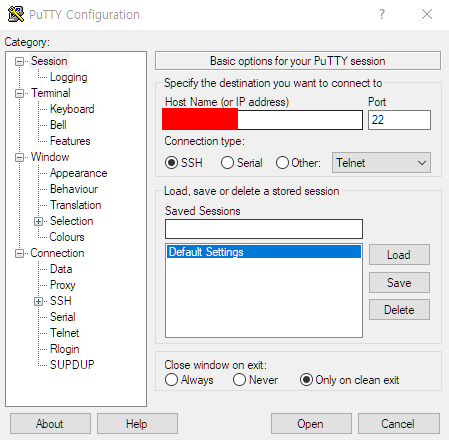 PuTTY Configuration
? ×
Category:
Session
Logging
Terminal
Keyboard
Bell
Features
Window
Appearance
Behaviour
Translation
Selection
Colours
Connection
Data
Proxy
SSH
Serial
Telnet
Rlogin
SUPDUP
Basic options for your PuTTY session
Specify the destination you want to connect to
Host Name (or IP address) Port
22
Connection type:
SSH Serial Other: Telnet
Load, save or delete a stored session
Saved Sessions
Default Settings
Load
Save
Delete
Close window on exit:
Always Never Only on clean exit
About Help Open Cancel